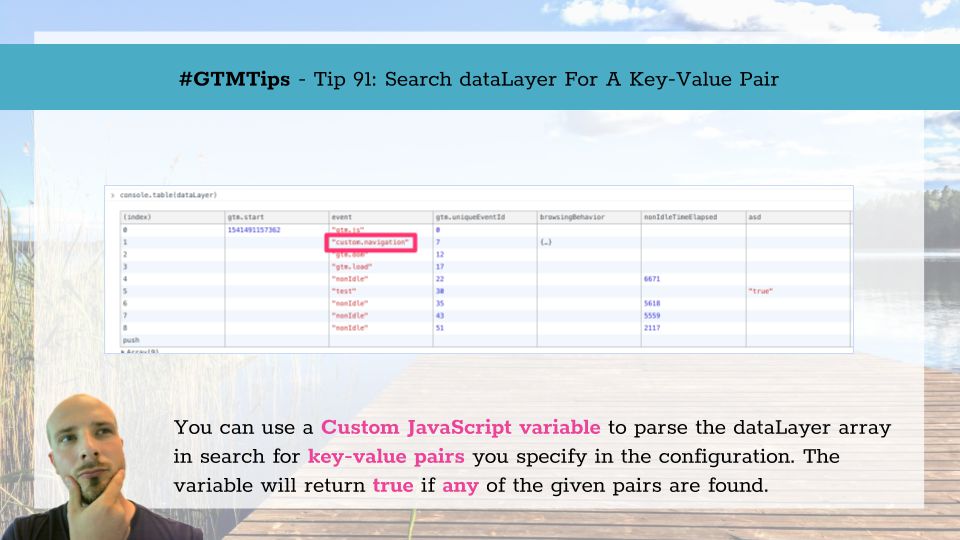 #GTMTips - Tip 91: Search dataLayer For A Key-Value Pair
> console.table(dataLayer)
(index) gtm.start event gtm.uniqueEventId browsingBehavior nonIdleTimeElapsed asd
0 1541491157362 "gtm.js" 0
1 "custom.navigation" 7 {…}
2 "gtm.dom" 12
3 "gtm.load" 17
4 "nonIdle" 22 6671
5 "test" 30 "true"
6 "nonIdle" 35 5618
7 "nonIdle" 43 5559
8 "nonIdle" 51 2117
push
▶ Array(9)
You can use a Custom JavaScript variable to parse the dataLayer array
in search for key-value pairs you specify in the configuration. The
variable will return true if any of the given pairs are found.